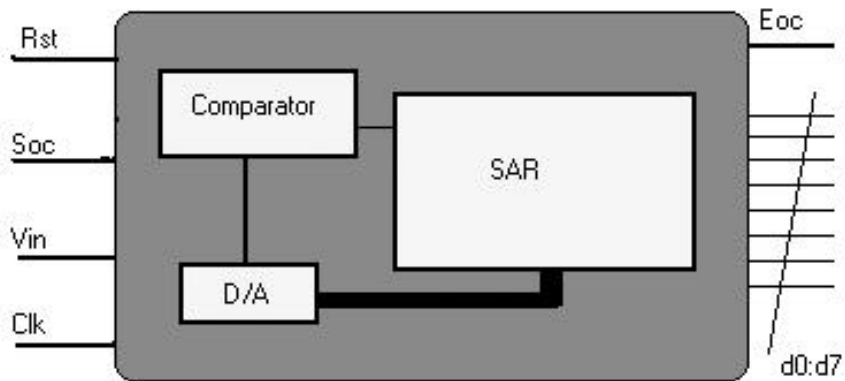 Rst
Eoc
Comparator
Soc
SAR
Vin
D/A
Clk
d0:d7